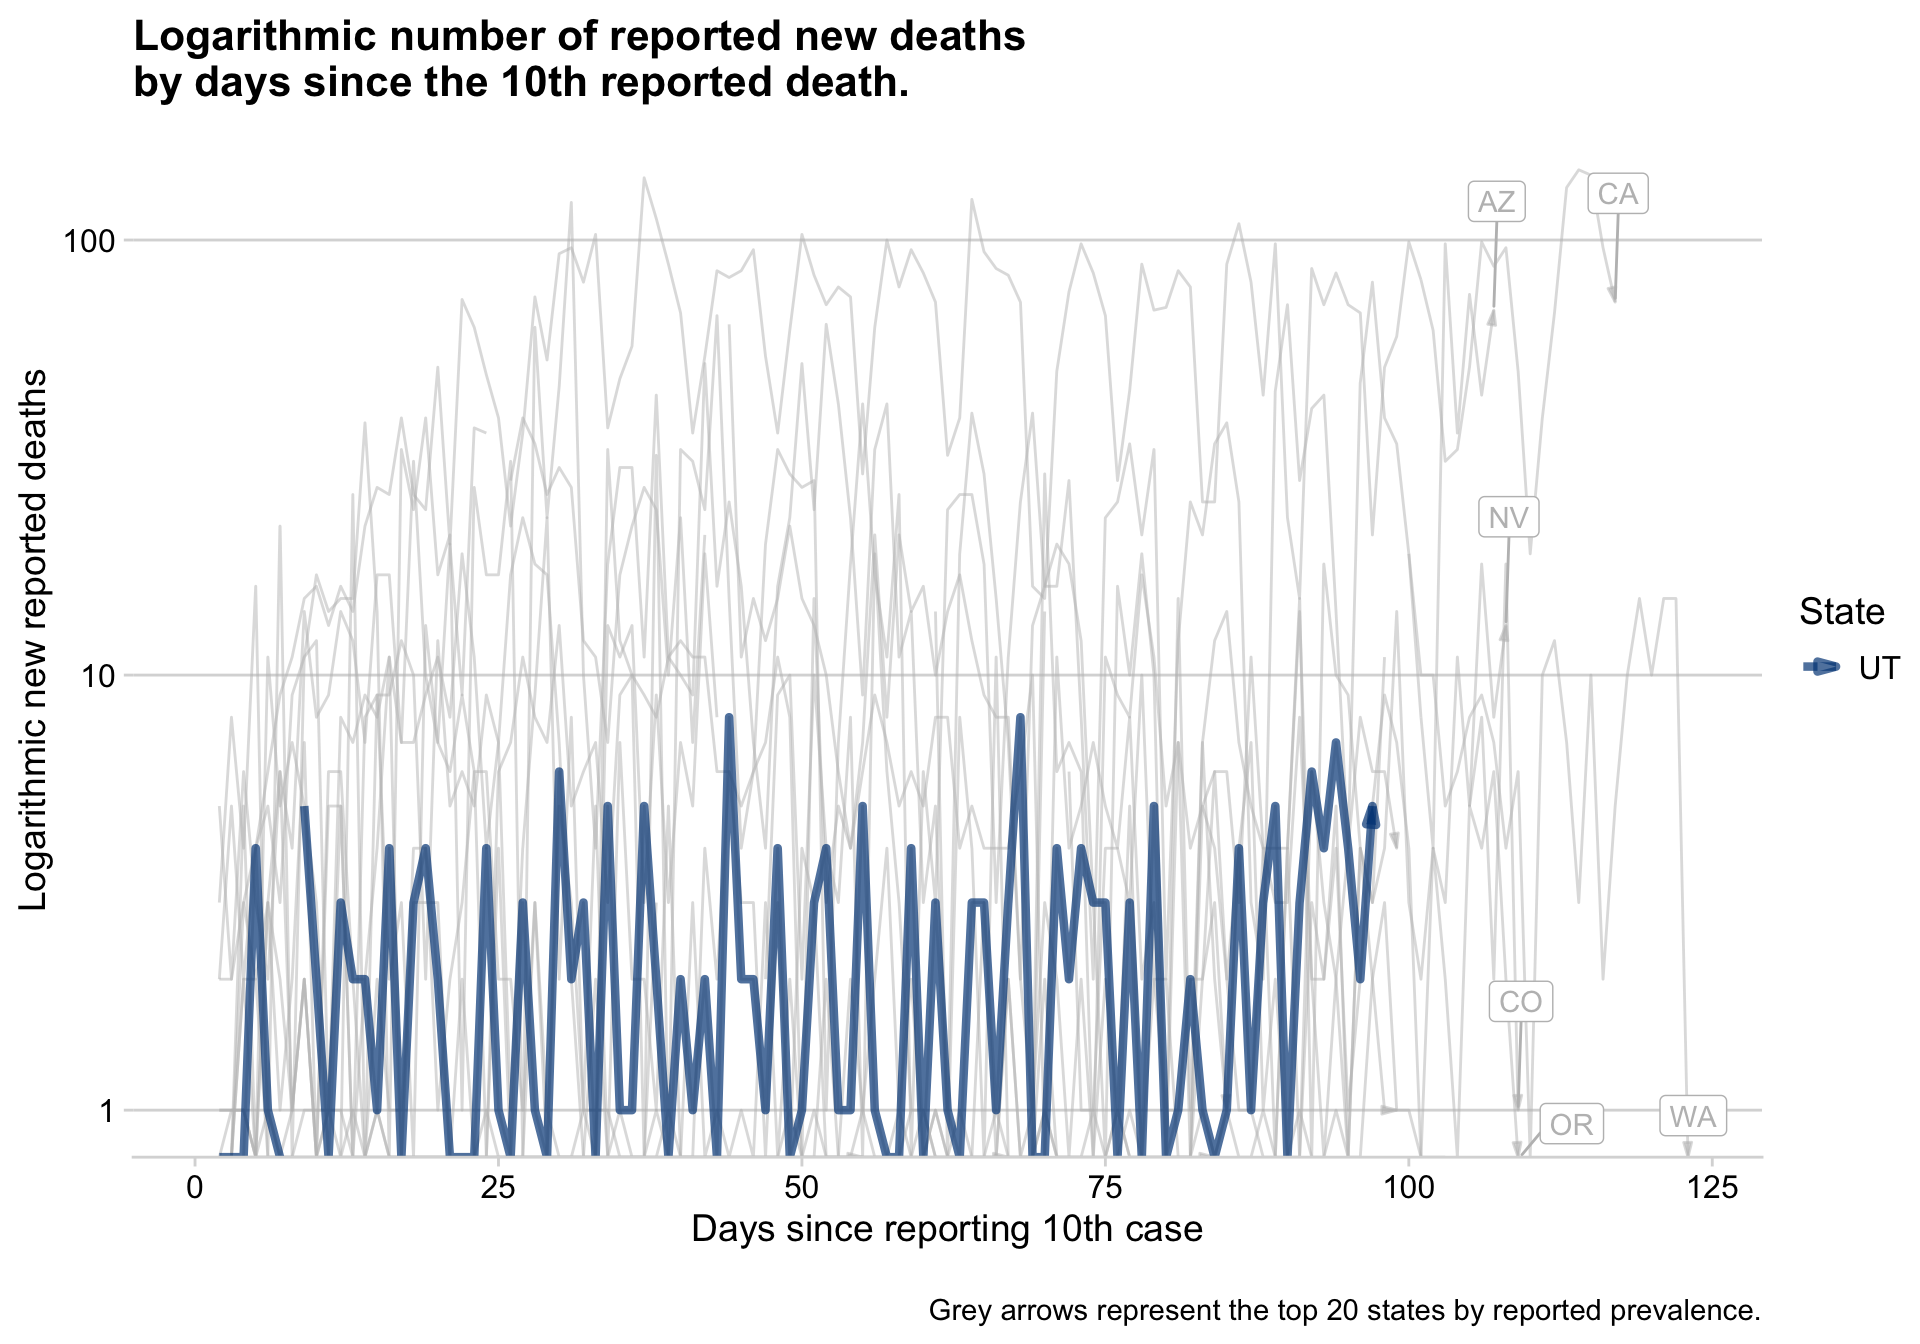 Logarithmic number of reported new deaths
by days since the 10th reported death.
Logarithmic new reported deaths
100
10
1
AZ
CA
NV
CO
OR
WA
State
UT
0 25 50 75 100 125
Days since reporting 10th case
Grey arrows represent the top 20 states by reported prevalence.